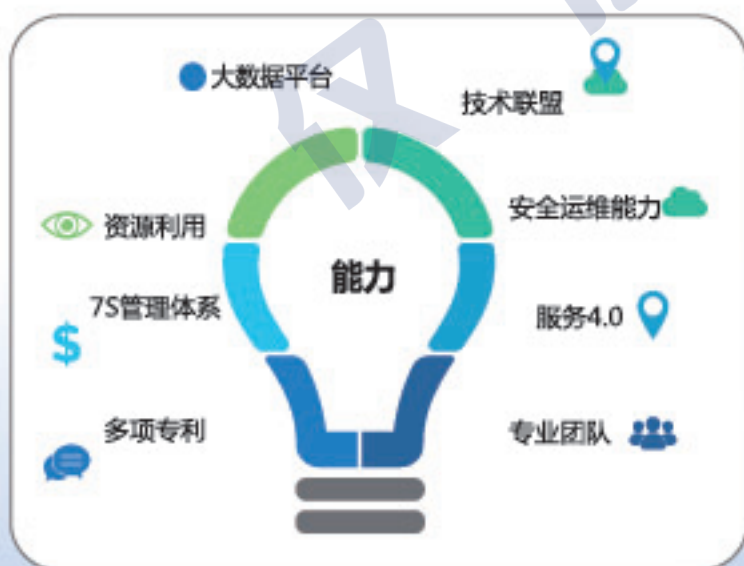 大数据平台
技术联盟
资源利用
安全运维能力
能力
7S管理体系
服务4.0
多项专利
专业团队